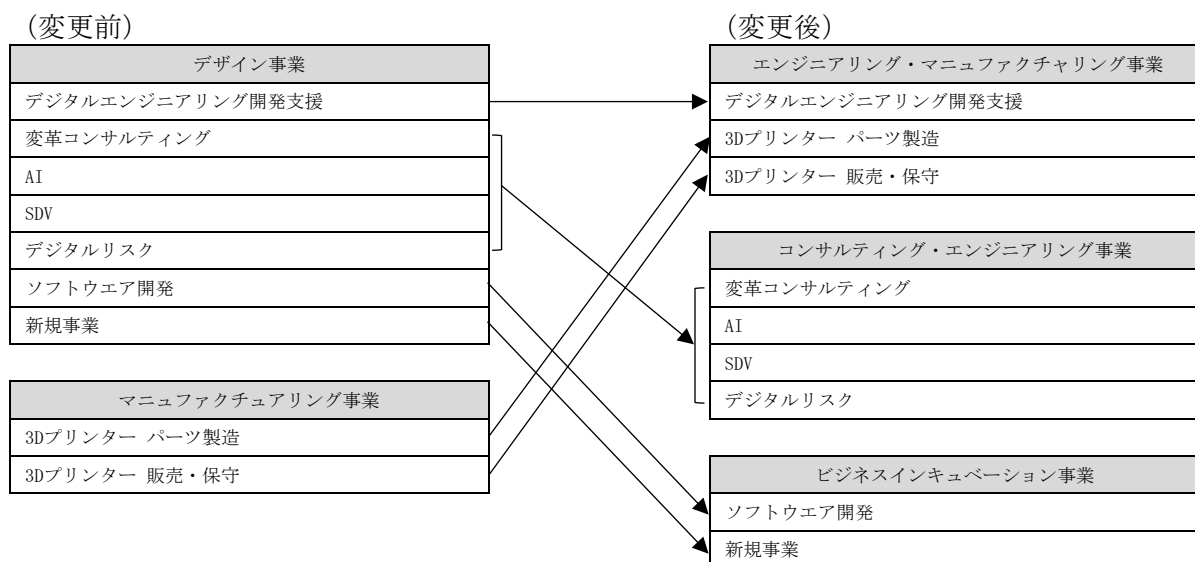 (変更前)
デザイン事業
デジタルエンジニアリング開発支援
変革コンサルティング
AI
SDV
デジタルリスク
ソフトウエア開発
新規事業
マニュファクチュアリング事業
3Dプリンター パーツ製造
3Dプリンター 販売・保守
(変更後)
エンジニアリング・マニュファクチャリング事業
デジタルエンジニアリング開発支援
3Dプリンター パーツ製造
3Dプリンター 販売・保守
コンサルティング・エンジニアリング事業
変革コンサルティング
AI
SDV
デジタルリスク
ビジネスインキュベーション事業
ソフトウエア開発
新規事業